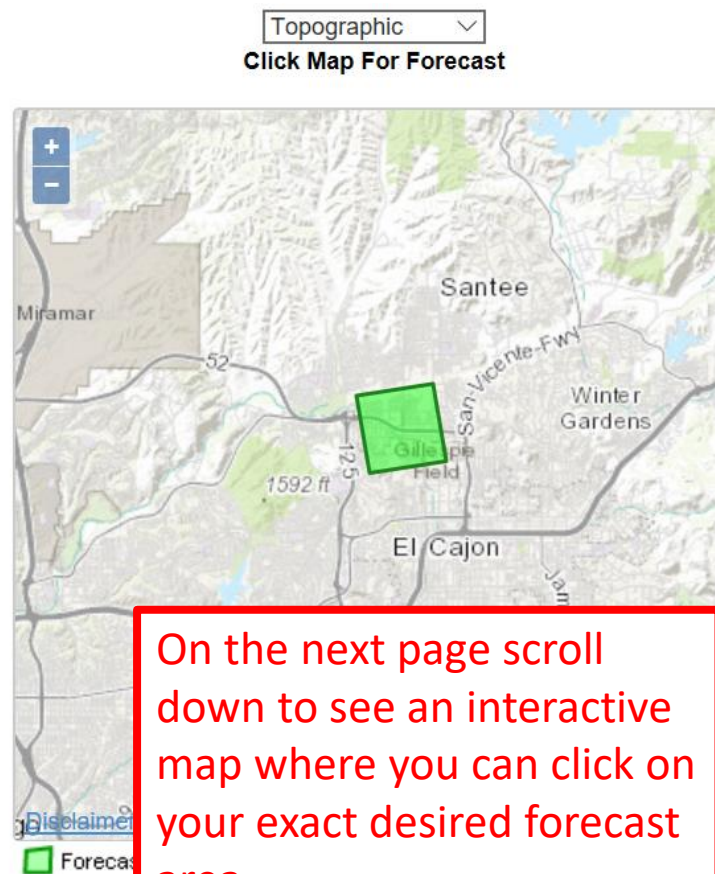 Topographic
Click Map For Forecast
+
-
Santee
Miramar
52
San-Vicente-Fwy
Winter
Gardens
125
Gillespie
Field
1592 ft
El Cajon
Jam
On the next page scroll
down to see an interactive
map where you can click on
your exact desired forecast
Disclaimer
Forecas